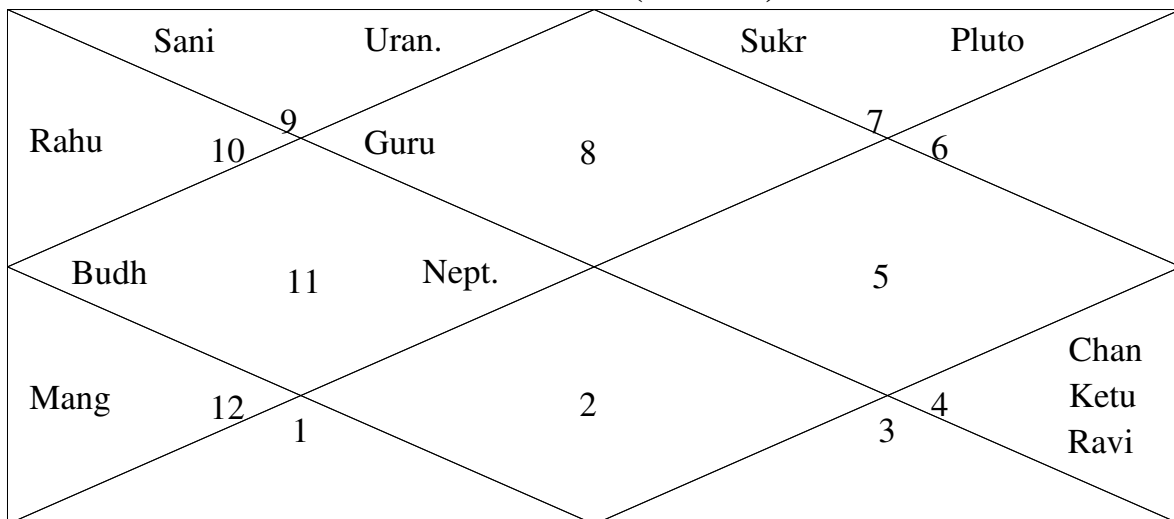 Sani Uran. Sukr Pluto
9 7
Rahu 10 Guru 8 6
Budh 11 Nept. 5
Chan
Mang 12 2 4 Ketu
1 3 Ravi